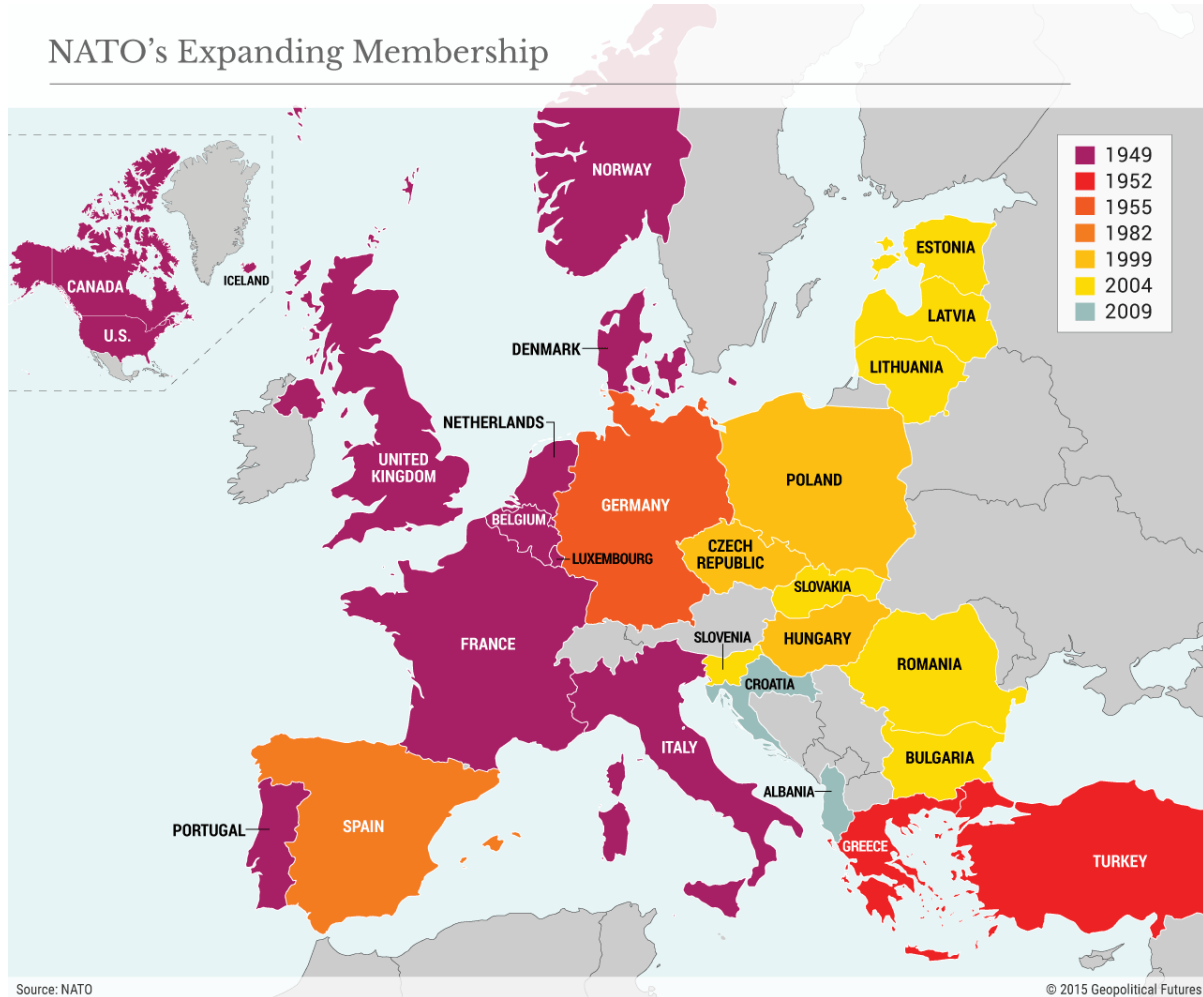 NATO's Expanding Membership
1949
1952
1955
1982
1999
2004
2009
NORWAY
CANADA
ICELAND
U.S.
ESTONIA
LATVIA
LITHUANIA
DENMARK
NETHERLANDS
UNITED
KINGDOM
POLAND
GERMANY
BELGIUM
LUXEMBOURG
CZECH
REPUBLIC
SLOVAKIA
FRANCE
SLOVENIA
HUNGARY
ROMANIA
CROATIA
ITALY
BULGARIA
ALBANIA
PORTUGAL
SPAIN
GREECE
TURKEY
Source: NATO
© 2015 Geopolitical Futures